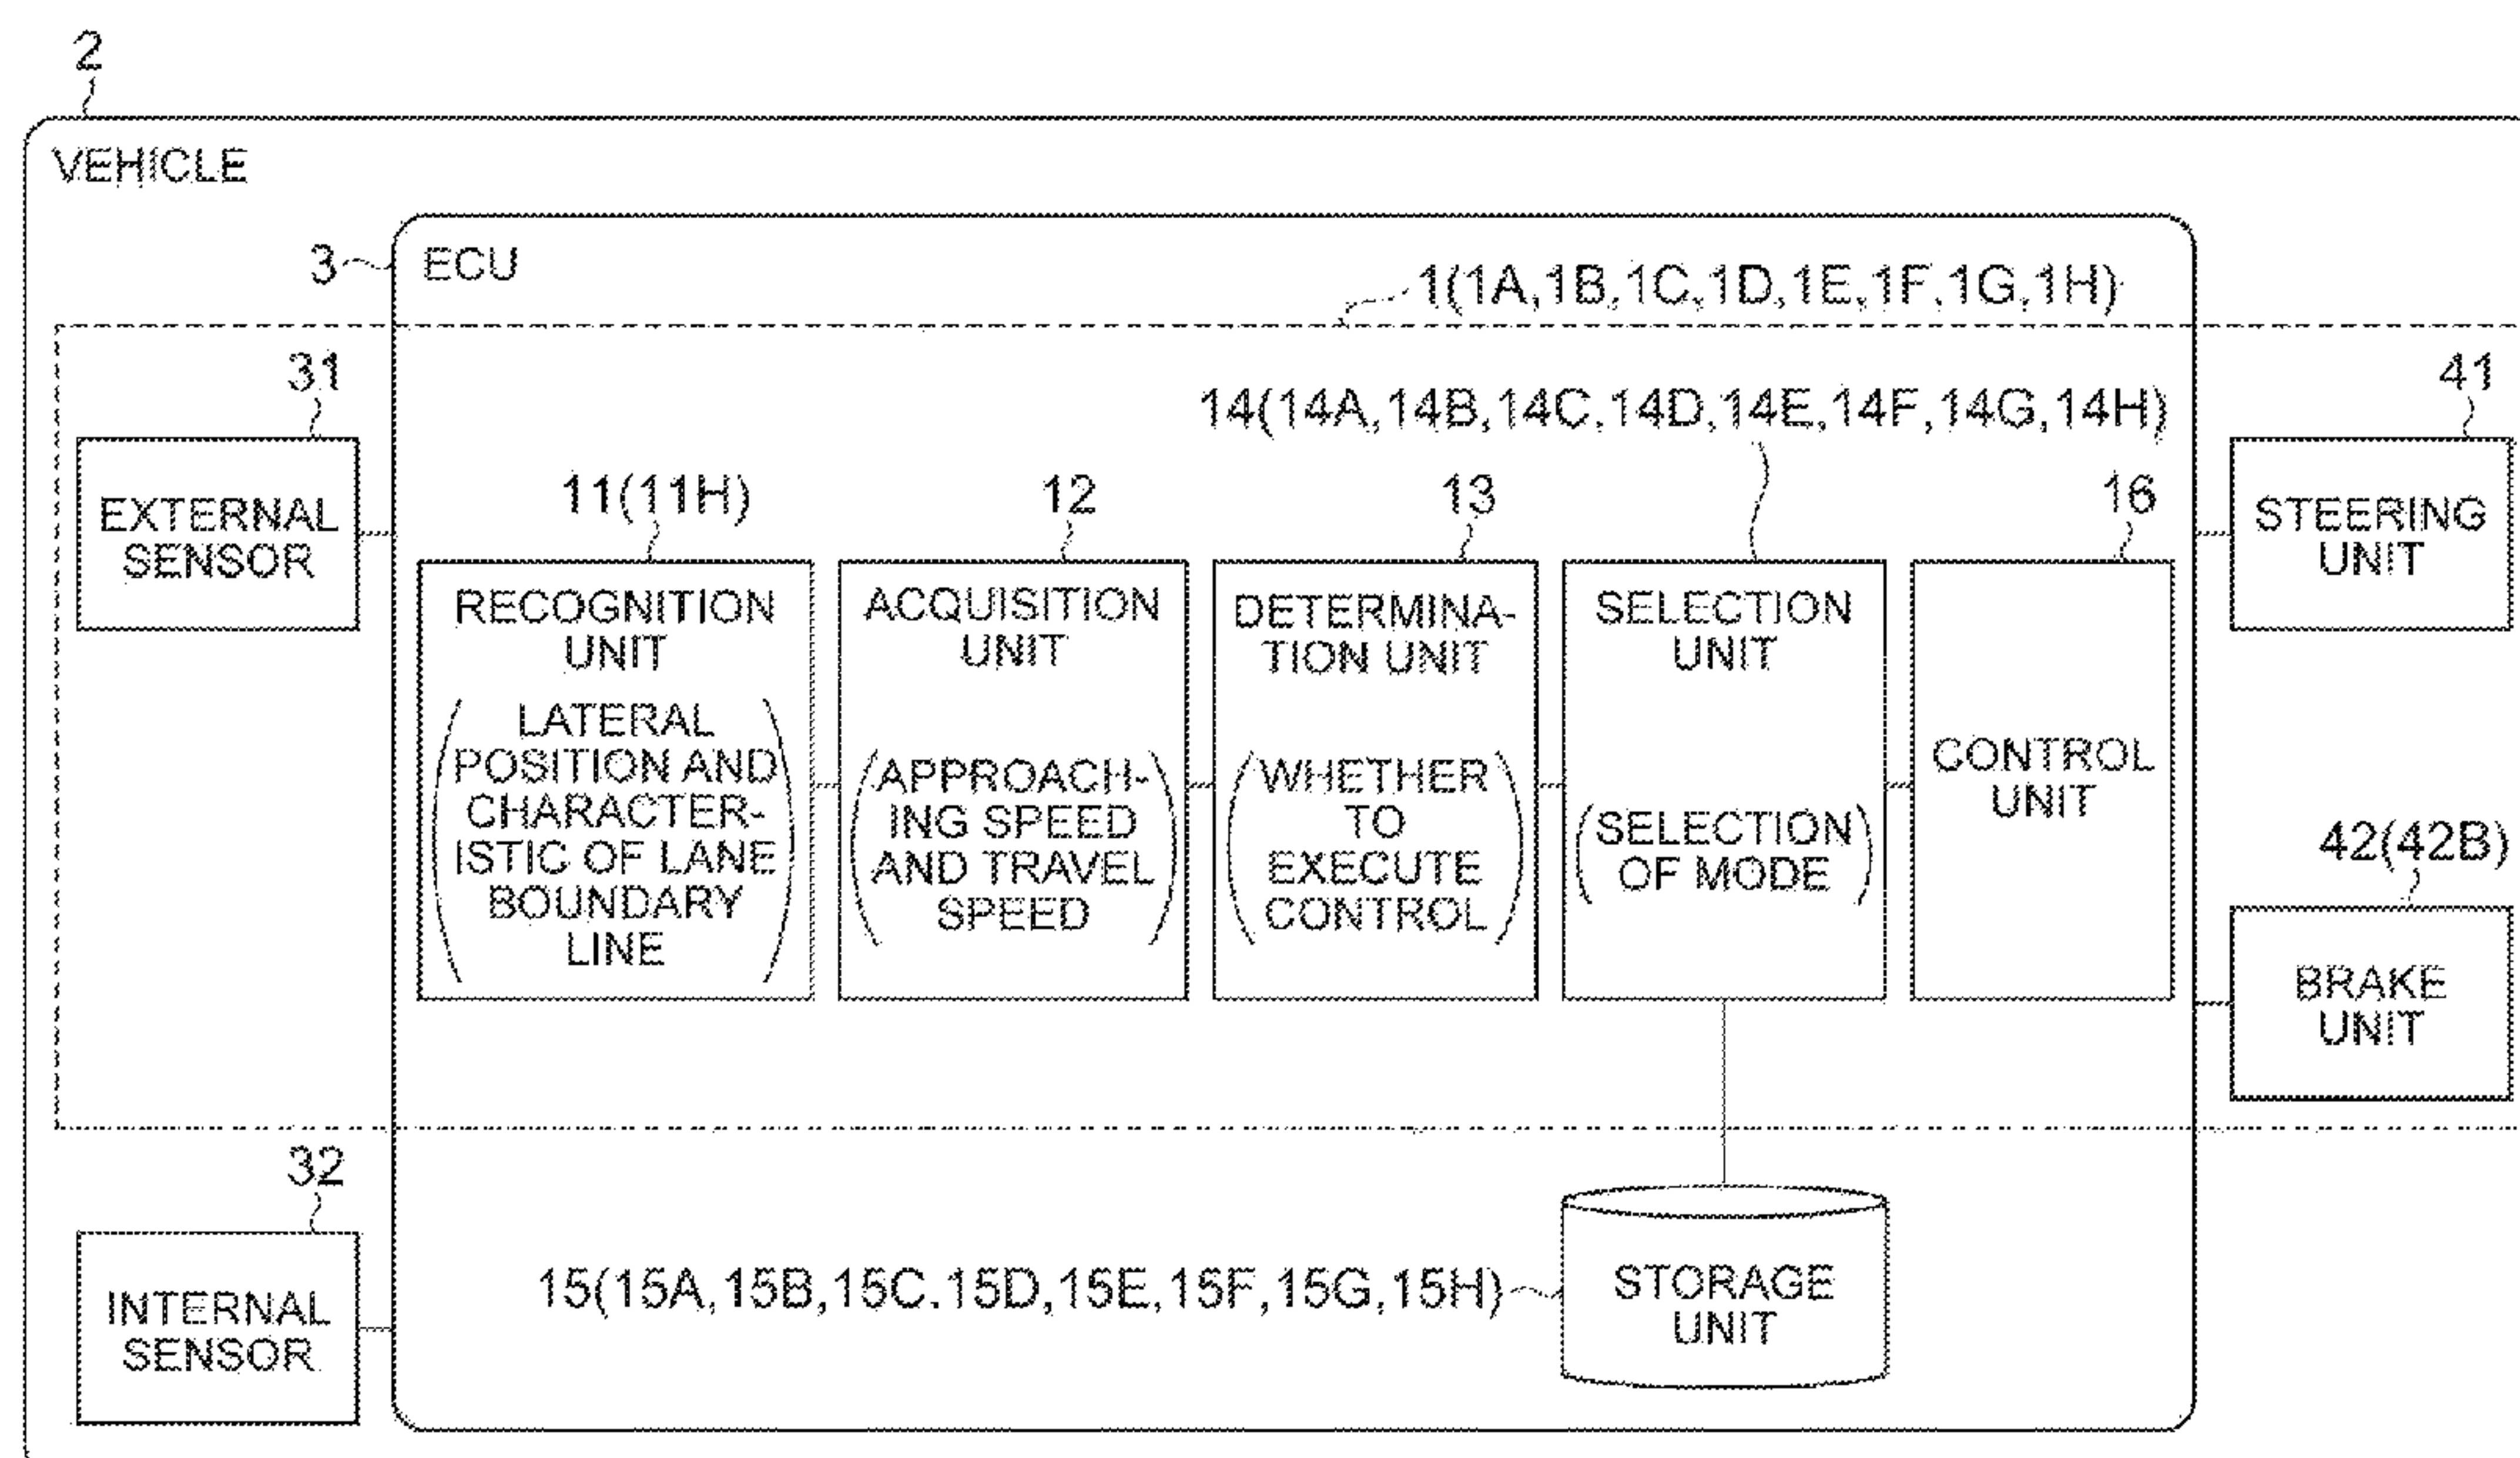 2
VEHICLE
3
ECU
1(1A,1B,1C,1D,1E,1F,1G,1H)
31
41
14(14A,14B,14C,14D,14E,14F,14G,14H)
11(11H)
12
13
16
EXTERNAL
SENSOR
RECOGNITION
UNIT
(LATERAL
POSITION AND
CHARACTER-
ISTIC OF LANE
BOUNDARY
LINE)
ACQUISITION
UNIT
(APPROACH-
ING SPEED
AND TRAVEL
SPEED)
DETERMINA-
TION UNIT
(WHETHER
TO
EXECUTE
CONTROL)
SELECTION
UNIT
(SELECTION
OF MODE)
CONTROL
UNIT
STEERING
UNIT
42(42B)
BRAKE
UNIT
32
INTERNAL
SENSOR
15(15A,15B,15C,15D,15E,15F,15G,15H)
STORAGE
UNIT